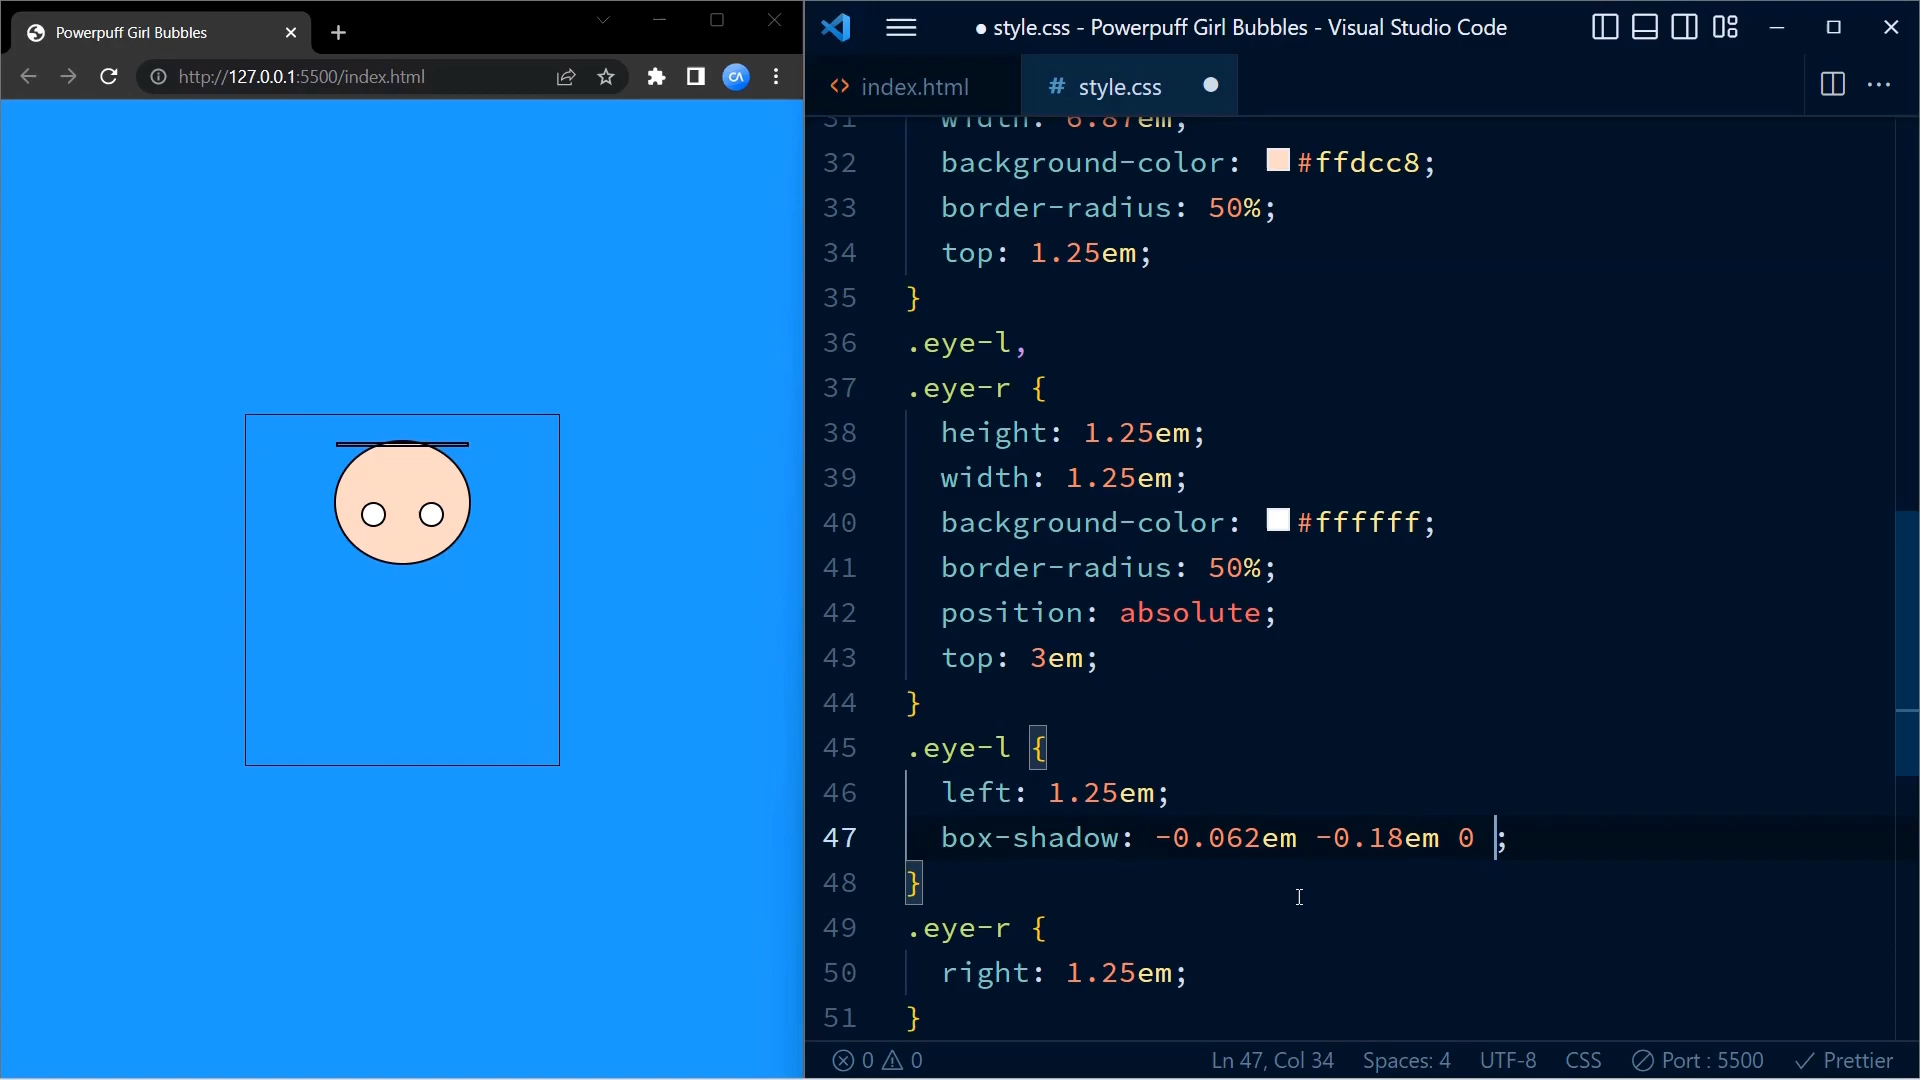 Powerpuff Girl Bubbles
http://127.0.0.1:5500/index.html
CA
● style.css - Powerpuff Girl Bubbles - Visual Studio Code
<> index.html
# style.css
31 width: 6.87em;
32 background-color: #ffdcc8;
33 border-radius: 50%;
34 top: 1.25em;
35 }
36 .eye-l,
37 .eye-r {
38 height: 1.25em;
39 width: 1.25em;
40 background-color: #ffffff;
41 border-radius: 50%;
42 position: absolute;
43 top: 3em;
44 }
45 .eye-l {
46 left: 1.25em;
47 box-shadow: -0.062em -0.18em 0 ;
48 }
49 .eye-r {
50 right: 1.25em;
51 }
0 0 Ln 47, Col 34 Spaces: 4 UTF-8 CSS Port : 5500 Prettier